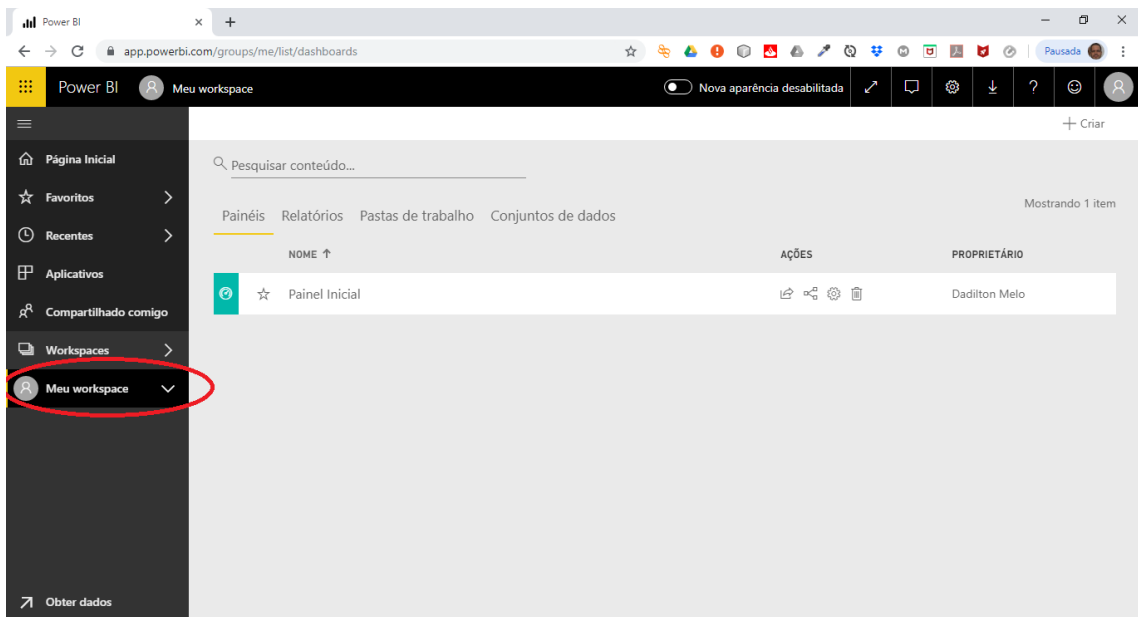 Power BI
app.powerbi.com/groups/me/list/dashboards
Pausada
Power BI Meu workspace Nova aparência desabilitada ?
+ Criar
Página Inicial
Pesquisar conteúdo...
Favoritos
Mostrando 1 item
Painéis Relatórios Pastas de trabalho Conjuntos de dados
Recentes
NOME ↑ AÇÕES PROPRIETÁRIO
Aplicativos
Painel Inicial Dadilton Melo
Compartilhado comigo
Workspaces
Meu workspace
Obter dados